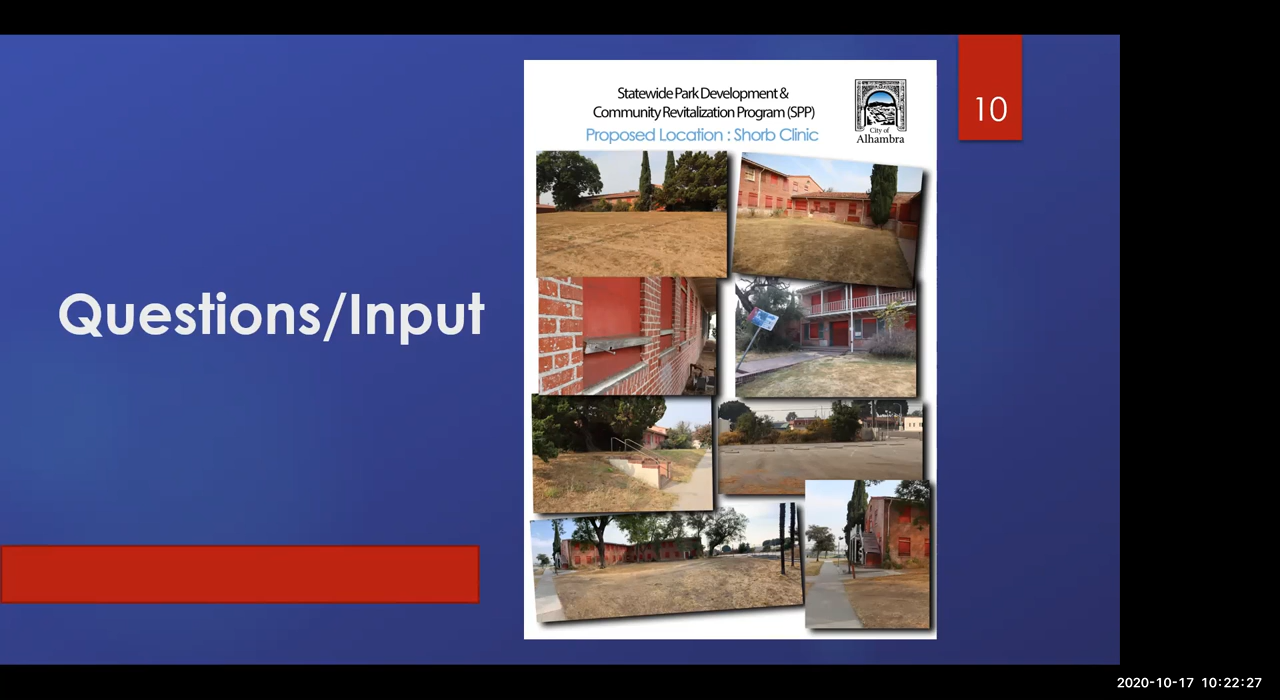 Questions/Input
Statewide Park Development &
Community Revitalization Program (SPP)
Proposed Location : Shorb Clinic
City of
Alhambra
10
2020-10-17 10:22:27